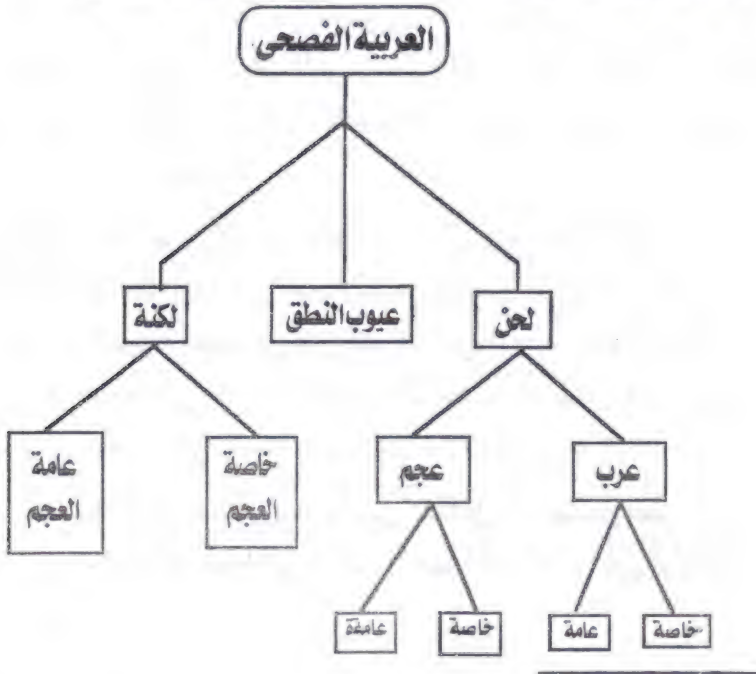 العربية الفصحى
لحن
عيوب النطق
لكنة
عرب
عجم
خاصة
العجم
عامة
العجم
خاصة
عامة
خاصة
عامة